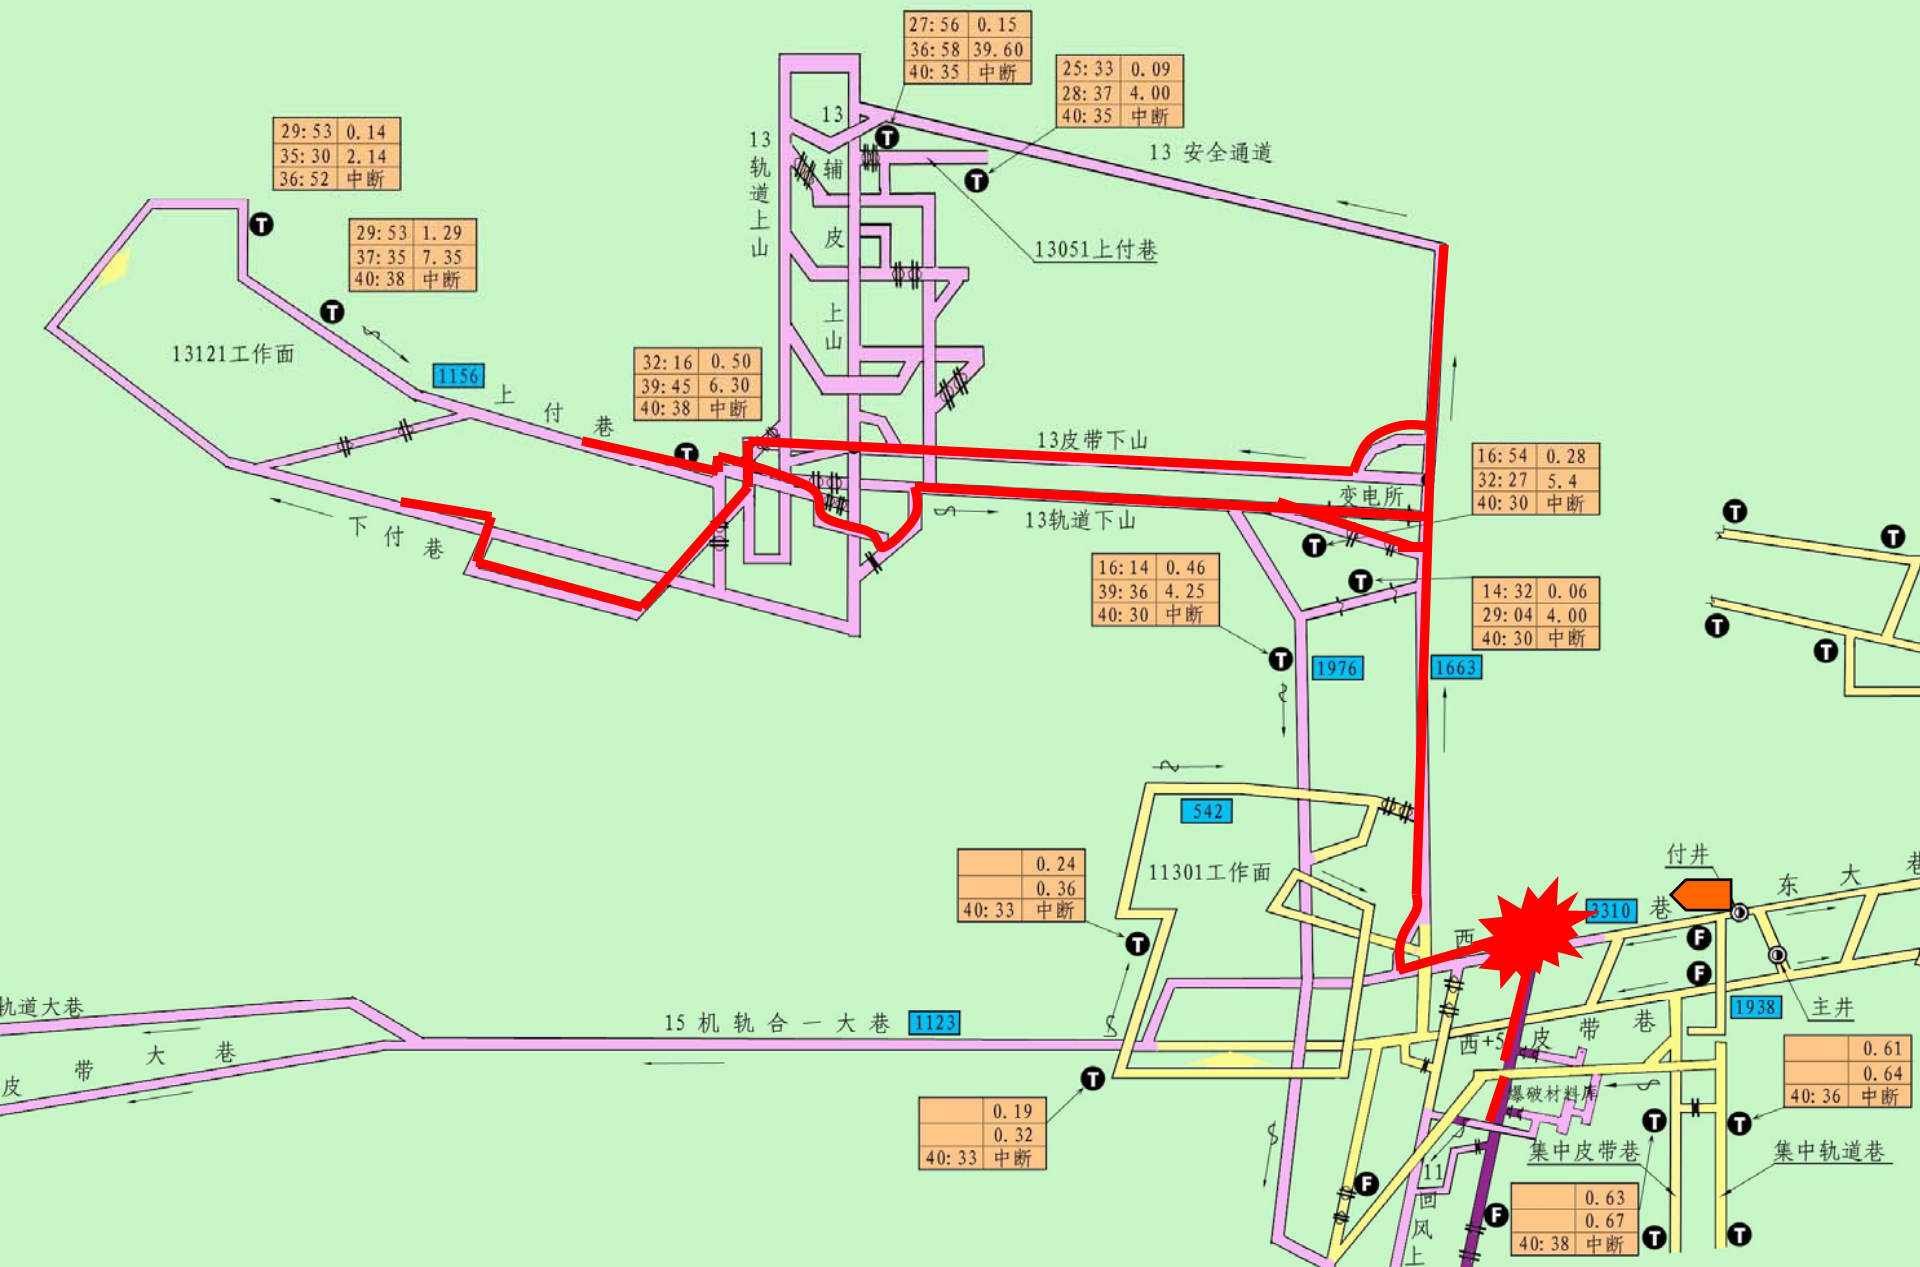 27:56 0.15
36:58 39.60
40:35 中断
25:33 0.09
28:37 4.00
40:35 中断
29:53 0.14
35:30 2.14
36:52 中断
13
13
轨道上山
辅皮上山
13 安全通道
29:53 1.29
37:35 7.35
40:38 中断
13051上付巷
13121工作面
1156
32:16 0.50
39:45 6.30
40:38 中断
上付巷
13皮带下山
16:54 0.28
32:27 5.4
40:30 中断
变电所
13轨道下山
下付巷
16:14 0.46
39:36 4.25
40:30 中断
14:32 0.06
29:04 4.00
40:30 中断
1976
1663
542
11301工作面
0.24
0.36
40:33 中断
付井
东大巷
西
3310
巷
轨道大巷
15机轨合一大巷
1123
1938
主井
皮带大巷
西+5皮带巷
0.61
0.64
40:36 中断
爆破材料库
0.19
0.32
40:33 中断
集中皮带巷
集中轨道巷
11
回风上
0.63
0.67
40:38 中断
T
F